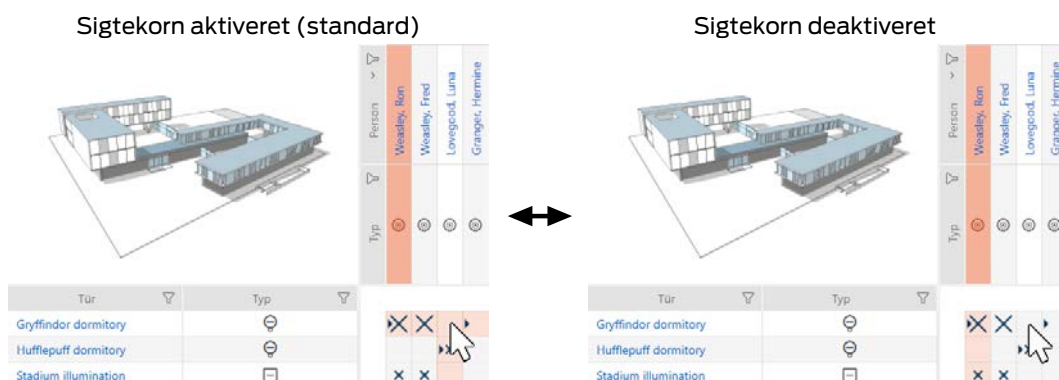 Sigtekorn aktiveret (standard)
Person
Weasley, Ron
Weasley, Fred
Lovegood, Luna
Granger, Hermine
Typ
Tür
Typ
Gryffindor dormitory
Hufflepuff dormitory
Stadium illumination
Sigtekorn deaktiveret
Person
Weasley, Ron
Weasley, Fred
Lovegood, Luna
Granger, Hermine
Typ
Tür
Typ
Gryffindor dormitory
Hufflepuff dormitory
Stadium illumination